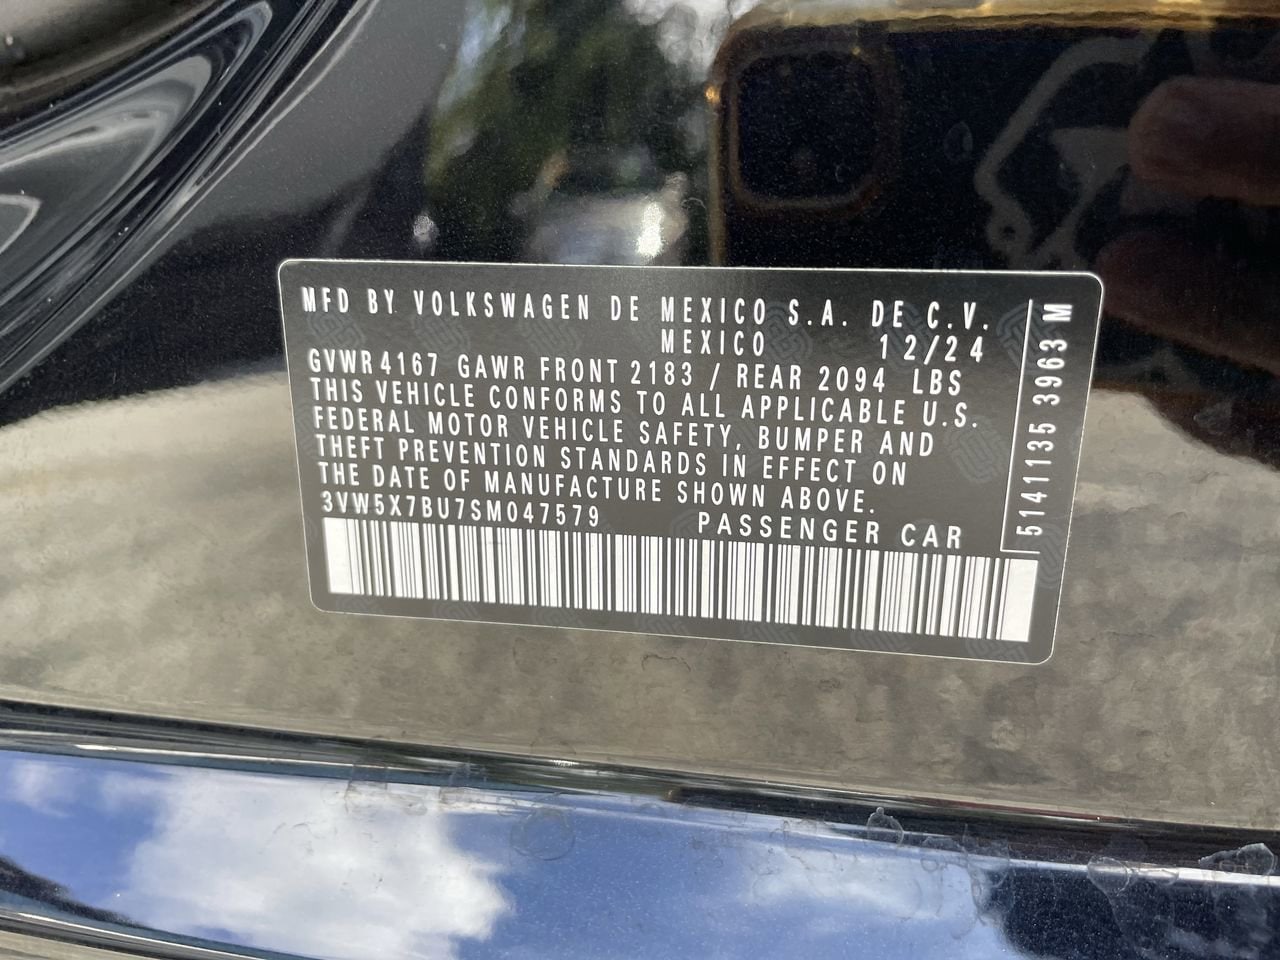 MFD BY VOLKSWAGEN DE MEXICO S.A. DE C.V.
MEXICO 12/24
GVWR 4167 GAWR FRONT 2183 / REAR 2094 LBS
THIS VEHICLE CONFORMS TO ALL APPLICABLE U.S.
FEDERAL MOTOR VEHICLE SAFETY, BUMPER AND
THEFT PREVENTION STANDARDS IN EFFECT ON
THE DATE OF MANUFACTURE SHOWN ABOVE.
3VW5X7BU7SM047579 PASSENGER CAR
5141135 3963 M